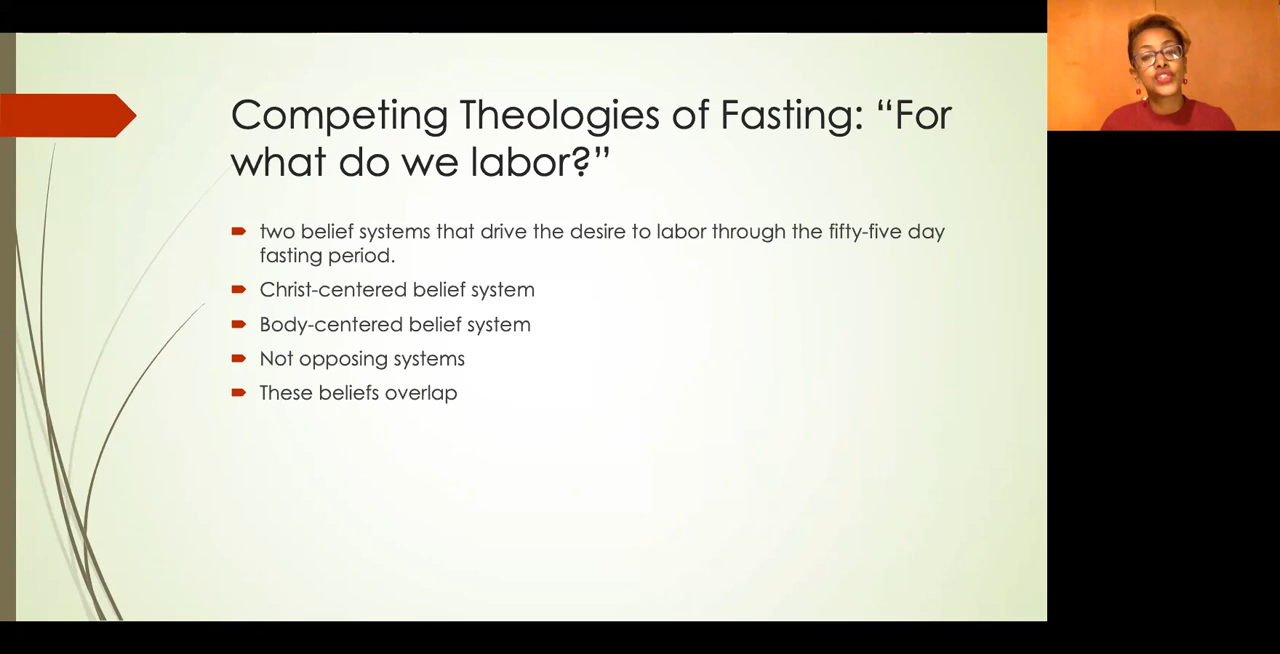 Competing Theologies of Fasting: “For
what do we labor?”
two belief systems that drive the desire to labor through the fifty-five day
fasting period.
Christ-centered belief system
Body-centered belief system
Not opposing systems
These beliefs overlap